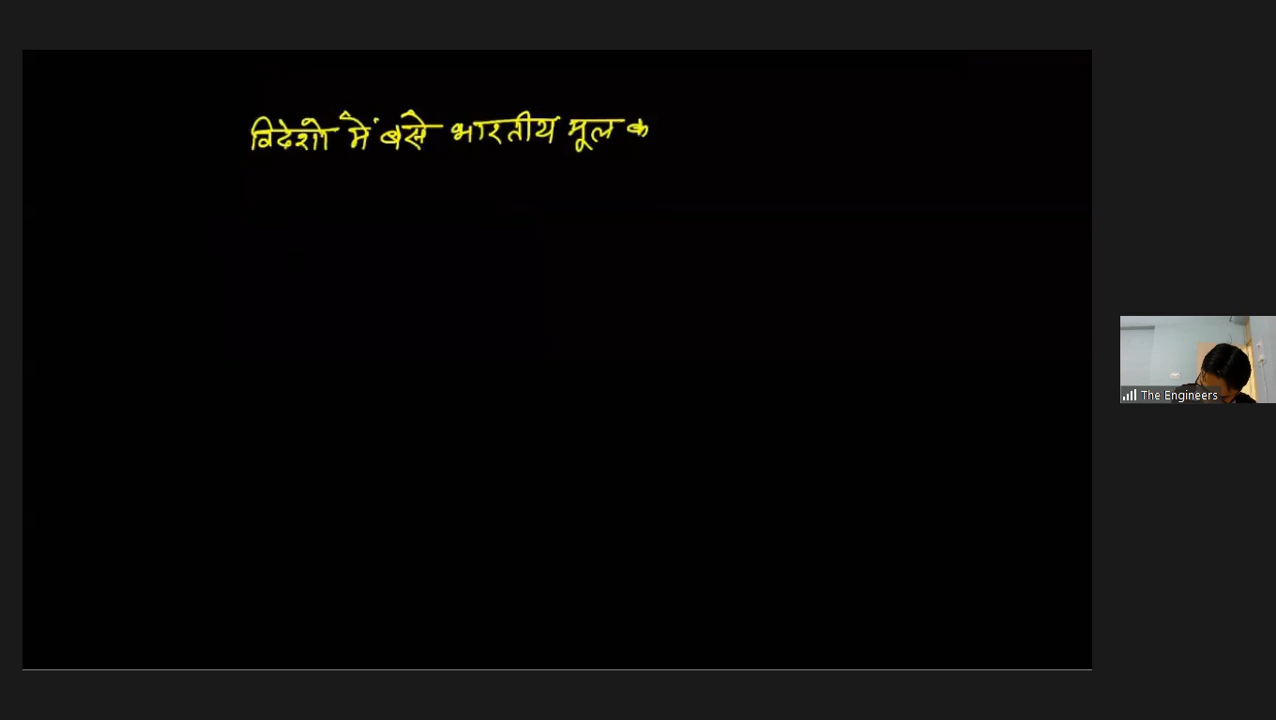 विदेशो में बसे भारतीय मूल क
The Engineers